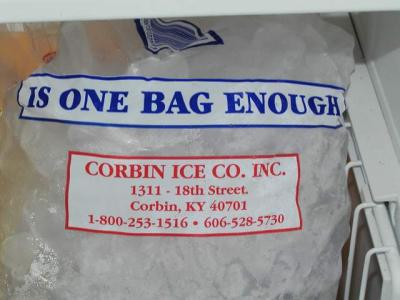 IS ONE BAG ENOUGH
CORBIN ICE CO. INC.
1311 - 18th Street.
Corbin, KY 40701
1-800-253-1516 • 606-528-5730